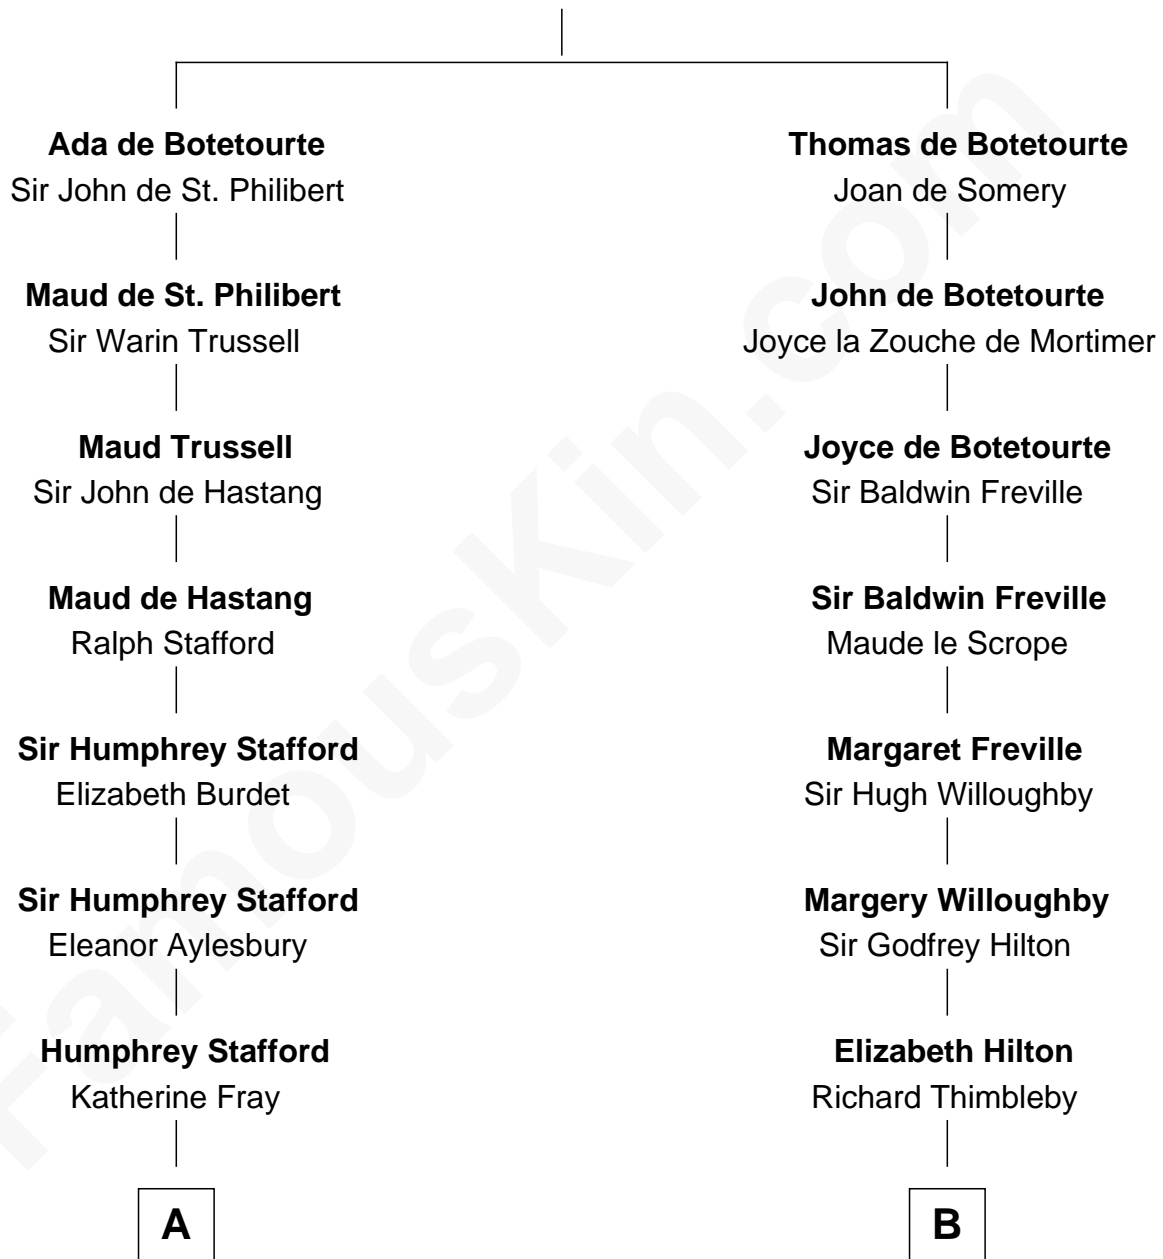 Ada de Botetourte
Sir John de St. Philibert
Thomas de Botetourte
Joan de Somery
Maud de St. Philibert
Sir Warin Trussell
John de Botetourte
Joyce la Zouche de Mortimer
Maud Trussell
Sir John de Hastang
Joyce de Botetourte
Sir Baldwin Freville
Maud de Hastang
Ralph Stafford
Sir Baldwin Freville
Maude le Scrope
Sir Humphrey Stafford
Elizabeth Burdet
Margaret Freville
Sir Hugh Willoughby
Sir Humphrey Stafford
Eleanor Aylesbury
Margery Willoughby
Sir Godfrey Hilton
Humphrey Stafford
Katherine Fray
Elizabeth Hilton
Richard Thimbleby
A
B
FamousKin.com